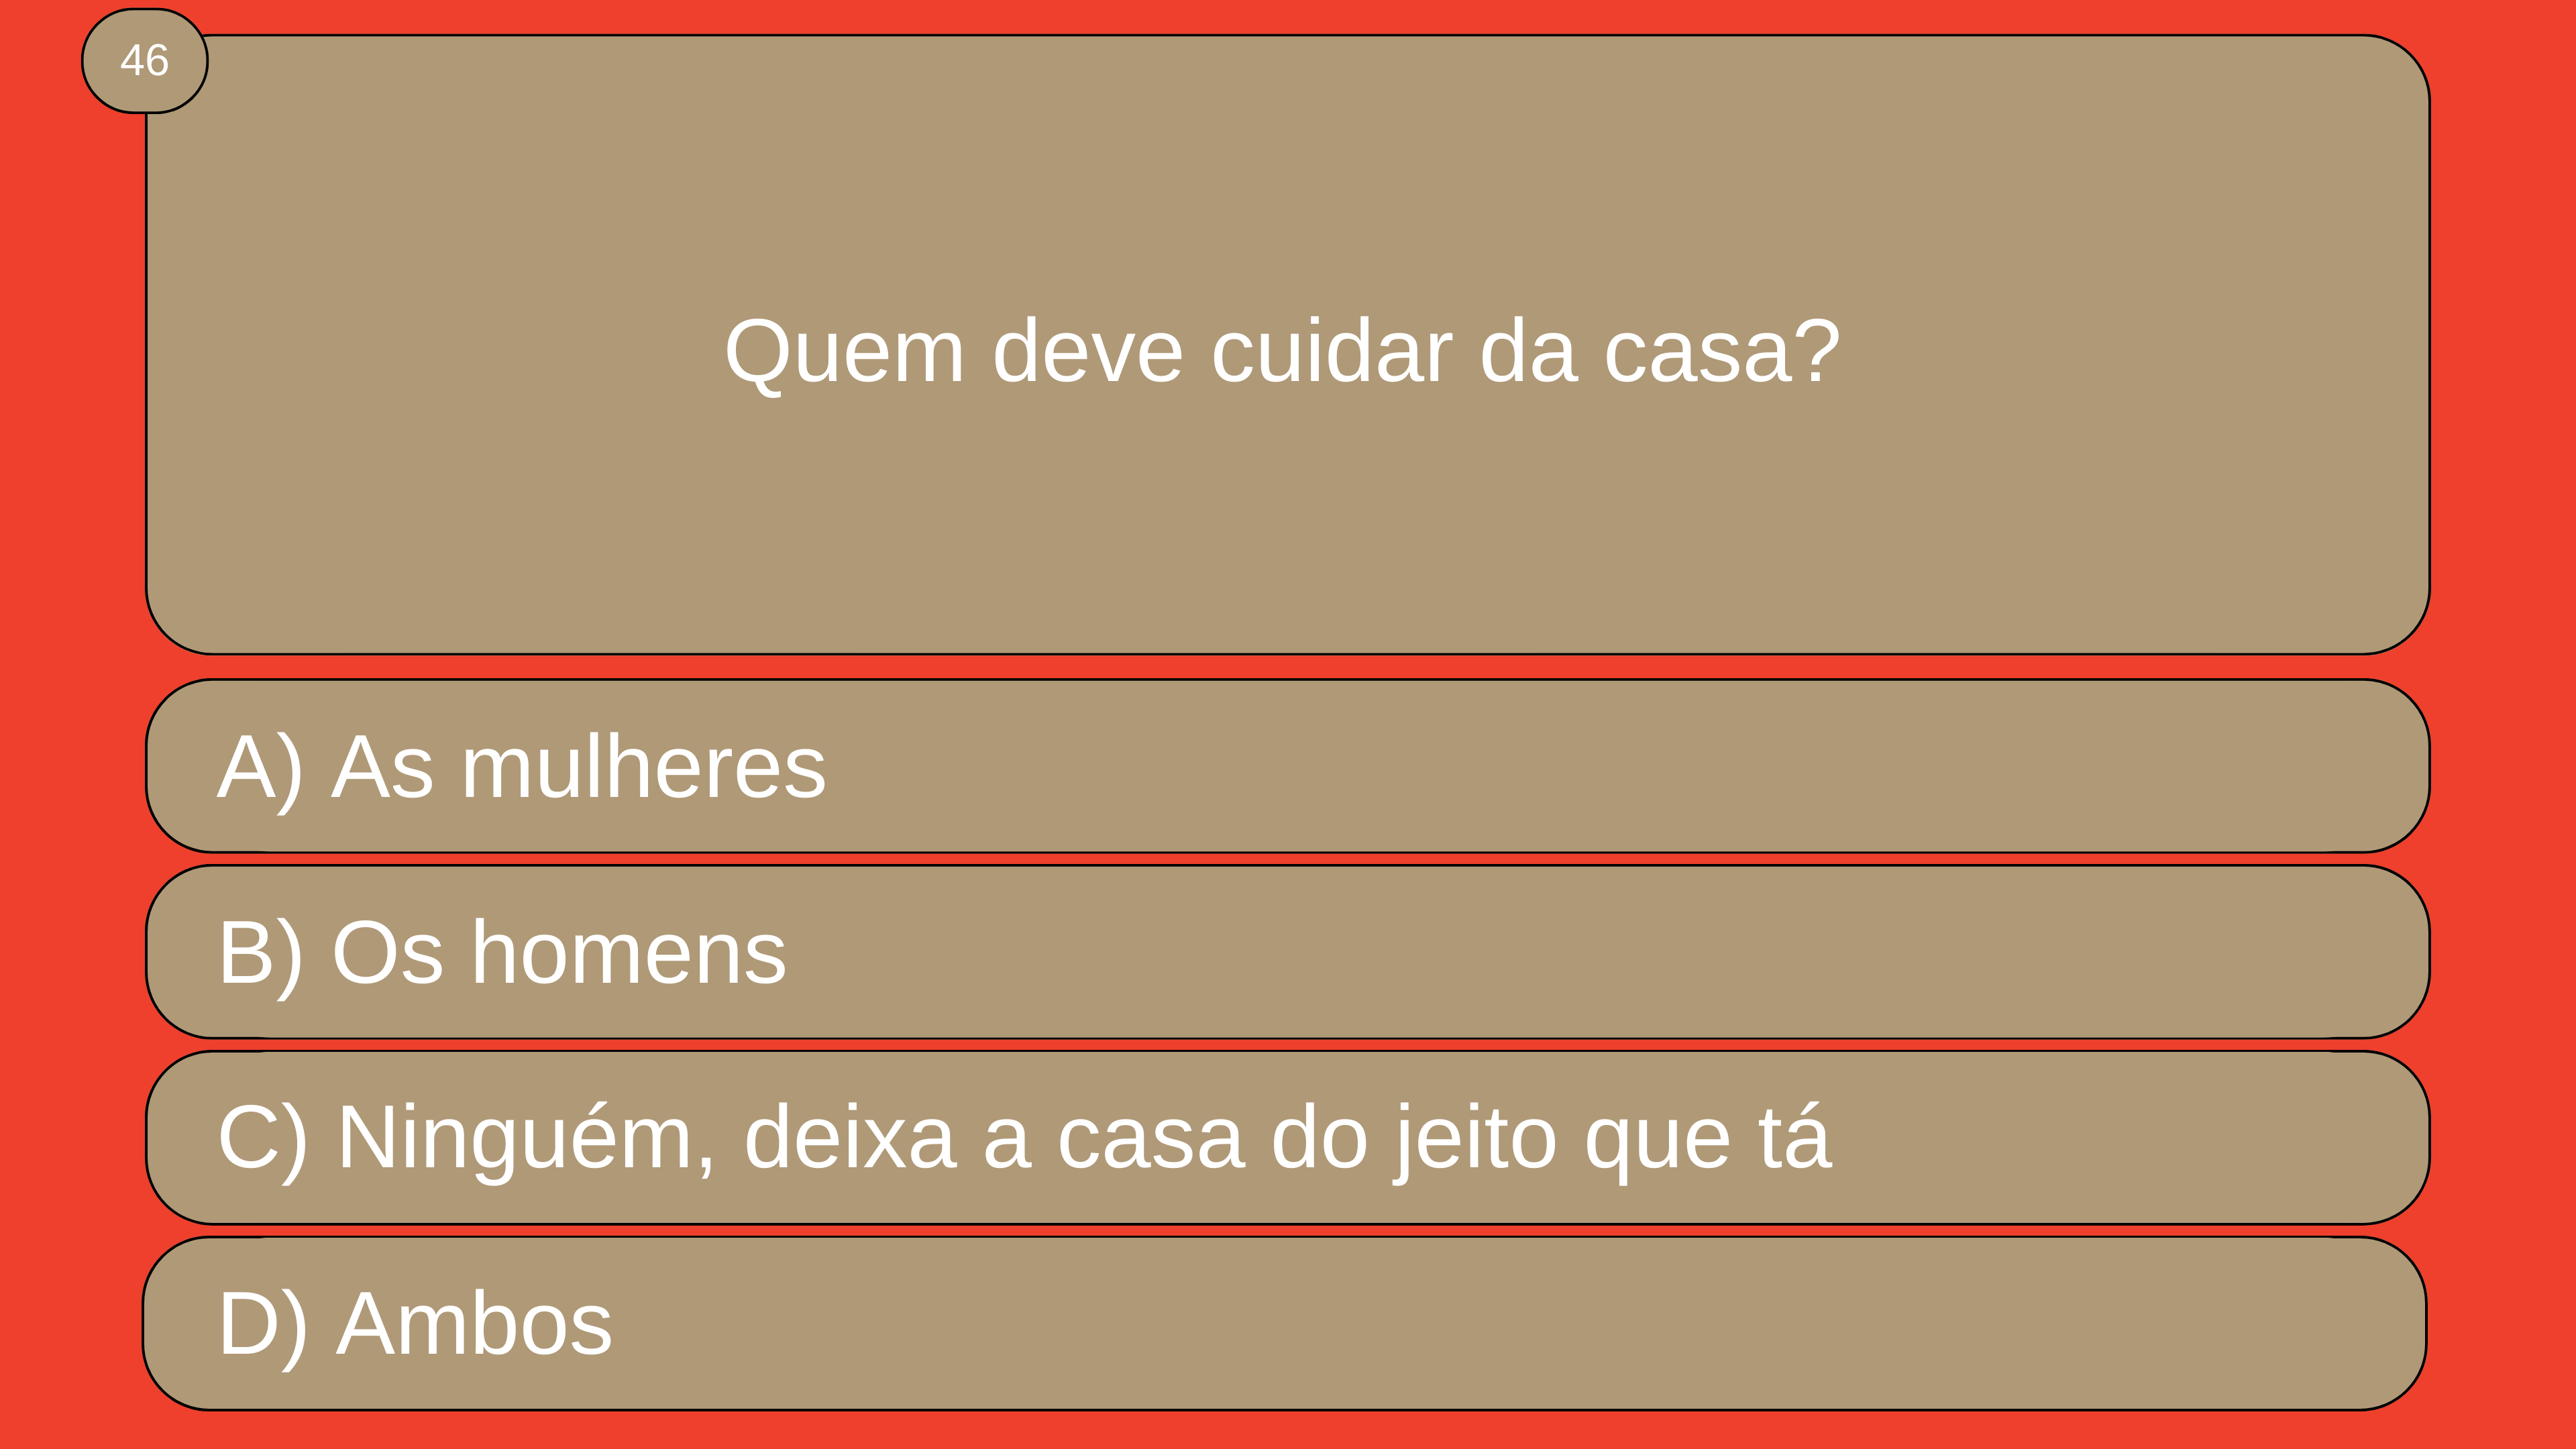 46
Quem deve cuidar da casa?
A) As mulheres
B) Os homens
C) Ninguém, deixa a casa do jeito que tá
D) Ambos